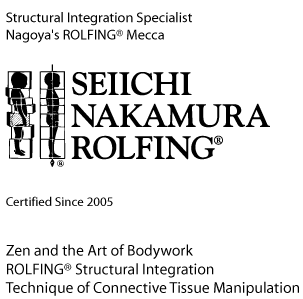 Structural Integration Specialist
Nagoya's ROLFING® Mecca
SEIICHI
NAKAMURA
ROLFING®
®
Certified Since 2005
Zen and the Art of Bodywork
ROLFING® Structural Integration
Technique of Connective Tissue Manipulation